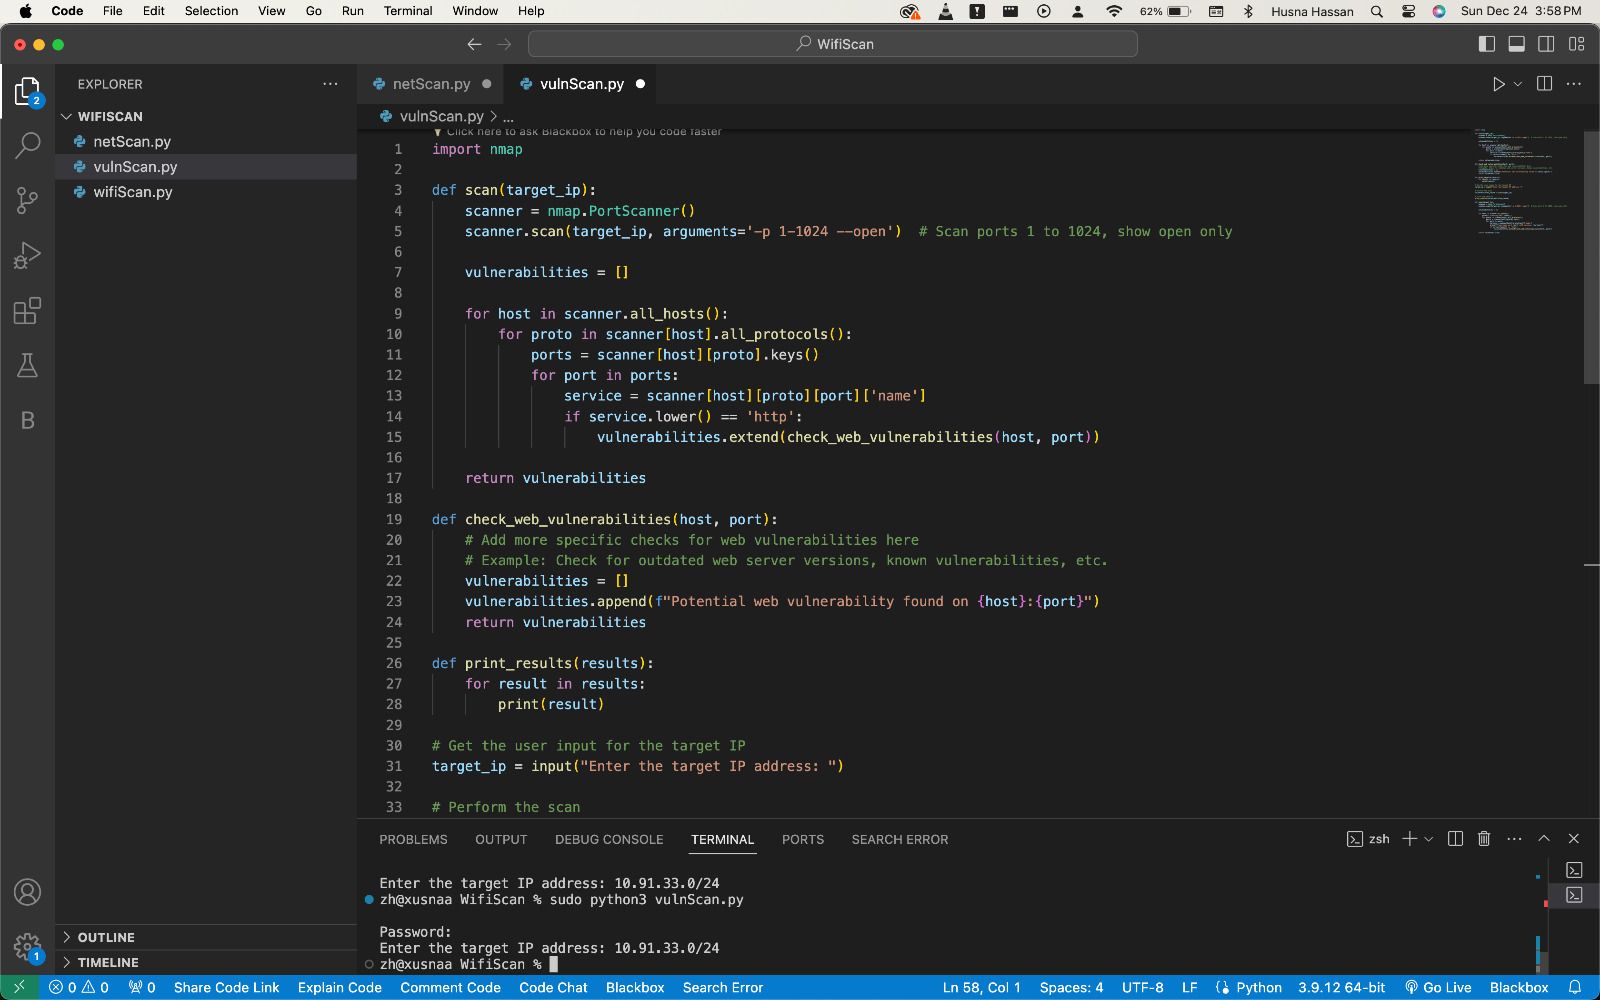 Code File Edit Selection View Go Run Terminal Window Help 62% Husna Hassan Sun Dec 24 3:58 PM
WifiScan
EXPLORER
netScan.py
vulnScan.py
2
WIFISCAN
netScan.py
vulnScan.py
wifiScan.py
vulnScan.py > ...
Click here to ask Blackbox to help you code faster
1 import nmap
2
3 def scan(target_ip):
4     scanner = nmap.PortScanner()
5     scanner.scan(target_ip, arguments='-p 1-1024 --open')  # Scan ports 1 to 1024, show open only
6
7     vulnerabilities = []
8
9     for host in scanner.all_hosts():
10         for proto in scanner[host].all_protocols():
11             ports = scanner[host][proto].keys()
12             for port in ports:
13                 service = scanner[host][proto][port]['name']
14                 if service.lower() == 'http':
15                     vulnerabilities.extend(check_web_vulnerabilities(host, port))
16
17     return vulnerabilities
18
19 def check_web_vulnerabilities(host, port):
20     # Add more specific checks for web vulnerabilities here
21     # Example: Check for outdated web server versions, known vulnerabilities, etc.
22     vulnerabilities = []
23     vulnerabilities.append(f"Potential web vulnerability found on {host}:{port}")
24     return vulnerabilities
25
26 def print_results(results):
27     for result in results:
28         print(result)
29
30 # Get the user input for the target IP
31 target_ip = input("Enter the target IP address: ")
32
33 # Perform the scan
B
PROBLEMS OUTPUT DEBUG CONSOLE TERMINAL PORTS SEARCH ERROR zsh
Enter the target IP address: 10.91.33.0/24
zh@xusnaa WifiScan % sudo python3 vulnScan.py
Password:
Enter the target IP address: 10.91.33.0/24
zh@xusnaa WifiScan %
OUTLINE
1
TIMELINE
0 0 0 Share Code Link Explain Code Comment Code Code Chat Blackbox Search Error Ln 58, Col 1 Spaces: 4 UTF-8 LF Python 3.9.12 64-bit Go Live Blackbox